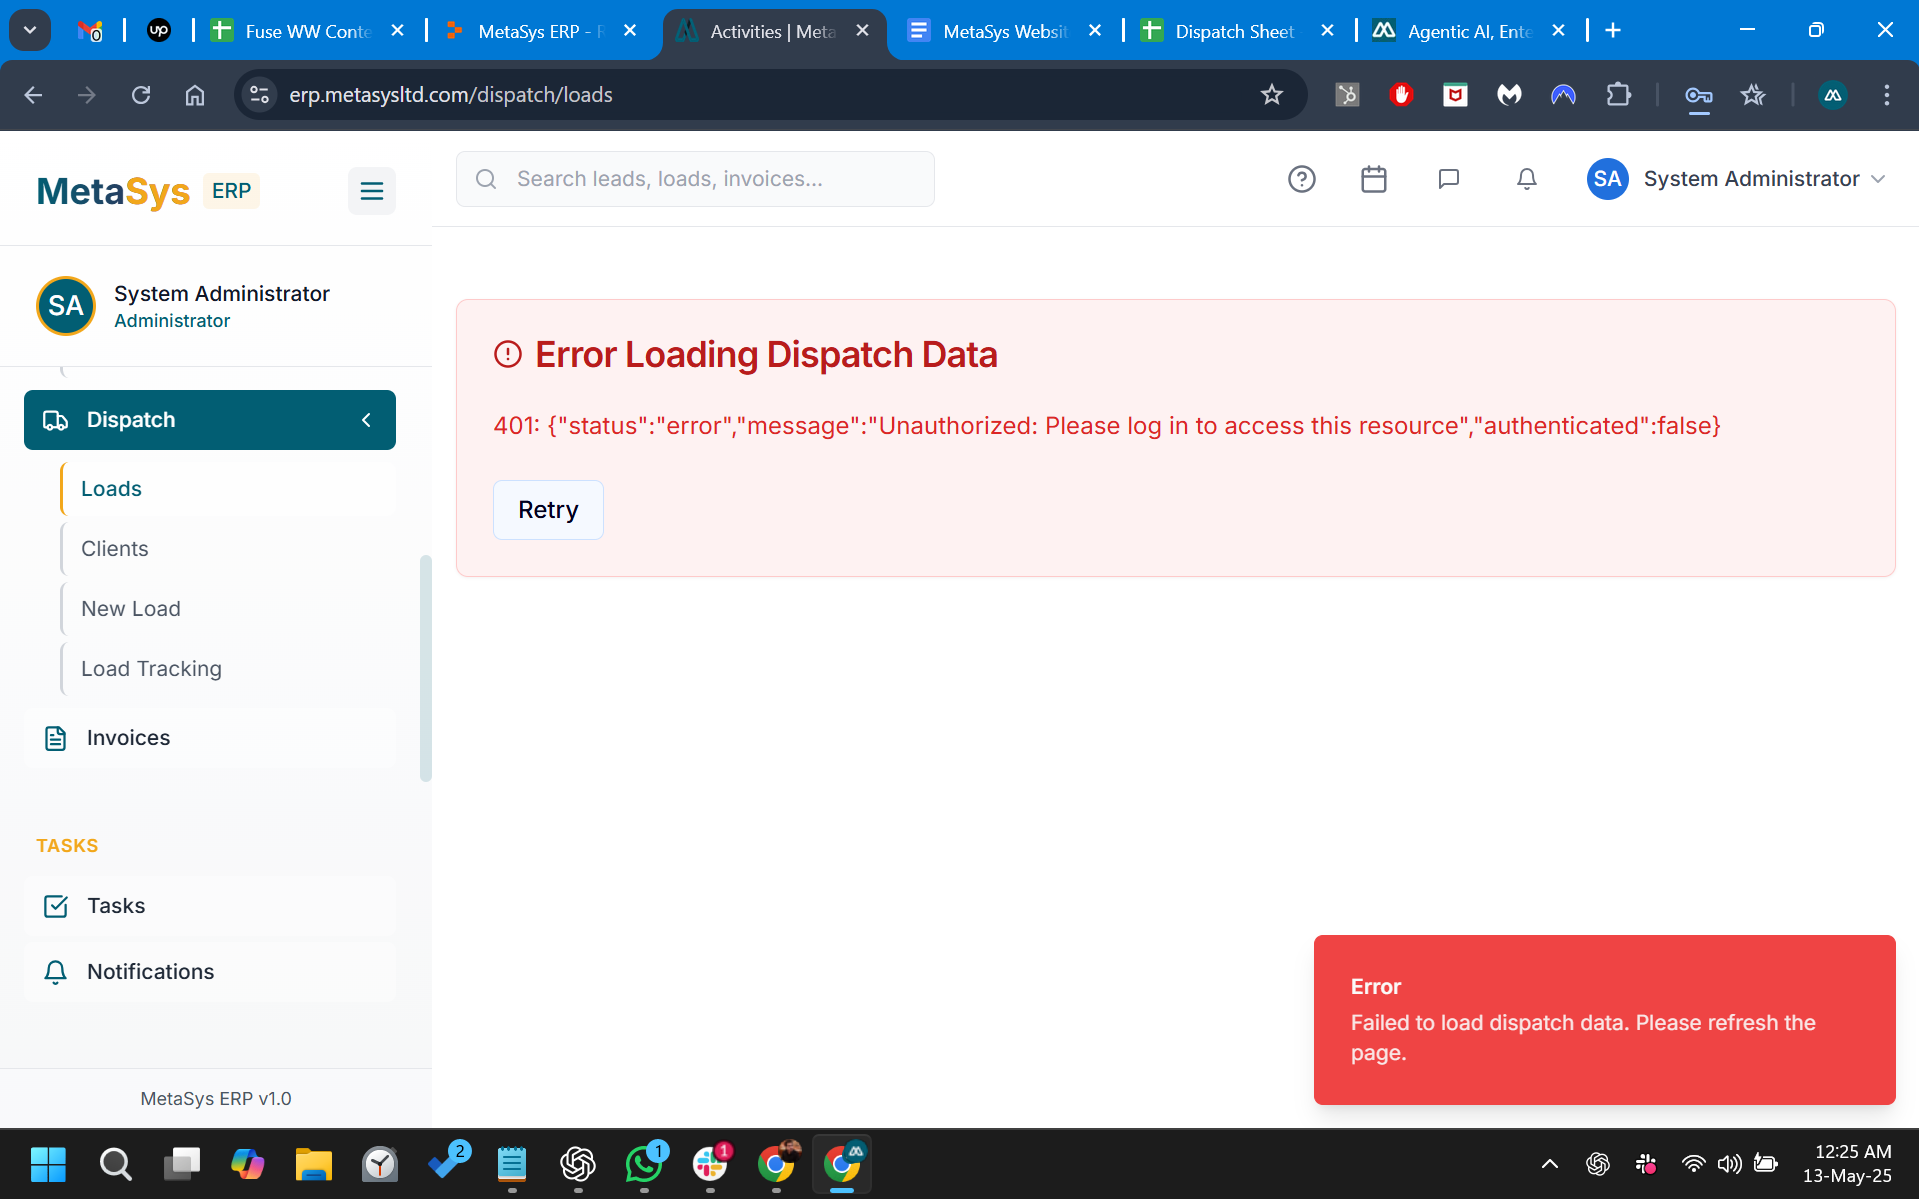 Fuse WW Conte
MetaSys ERP - R
Activities | Meta
MetaSys Websit
Dispatch Sheet
Agentic AI, Ente
erp.metasysltd.com/dispatch/loads
MetaSys ERP
Search leads, loads, invoices...
SA System Administrator
SA
System Administrator
Administrator
Dispatch
Loads
Clients
New Load
Load Tracking
Invoices
TASKS
Tasks
Notifications
MetaSys ERP v1.0
Error Loading Dispatch Data
401: {"status":"error","message":"Unauthorized: Please log in to access this resource","authenticated":false}
Retry
Error
Failed to load dispatch data. Please refresh the
page.
2
1
1
12:25 AM
13-May-25